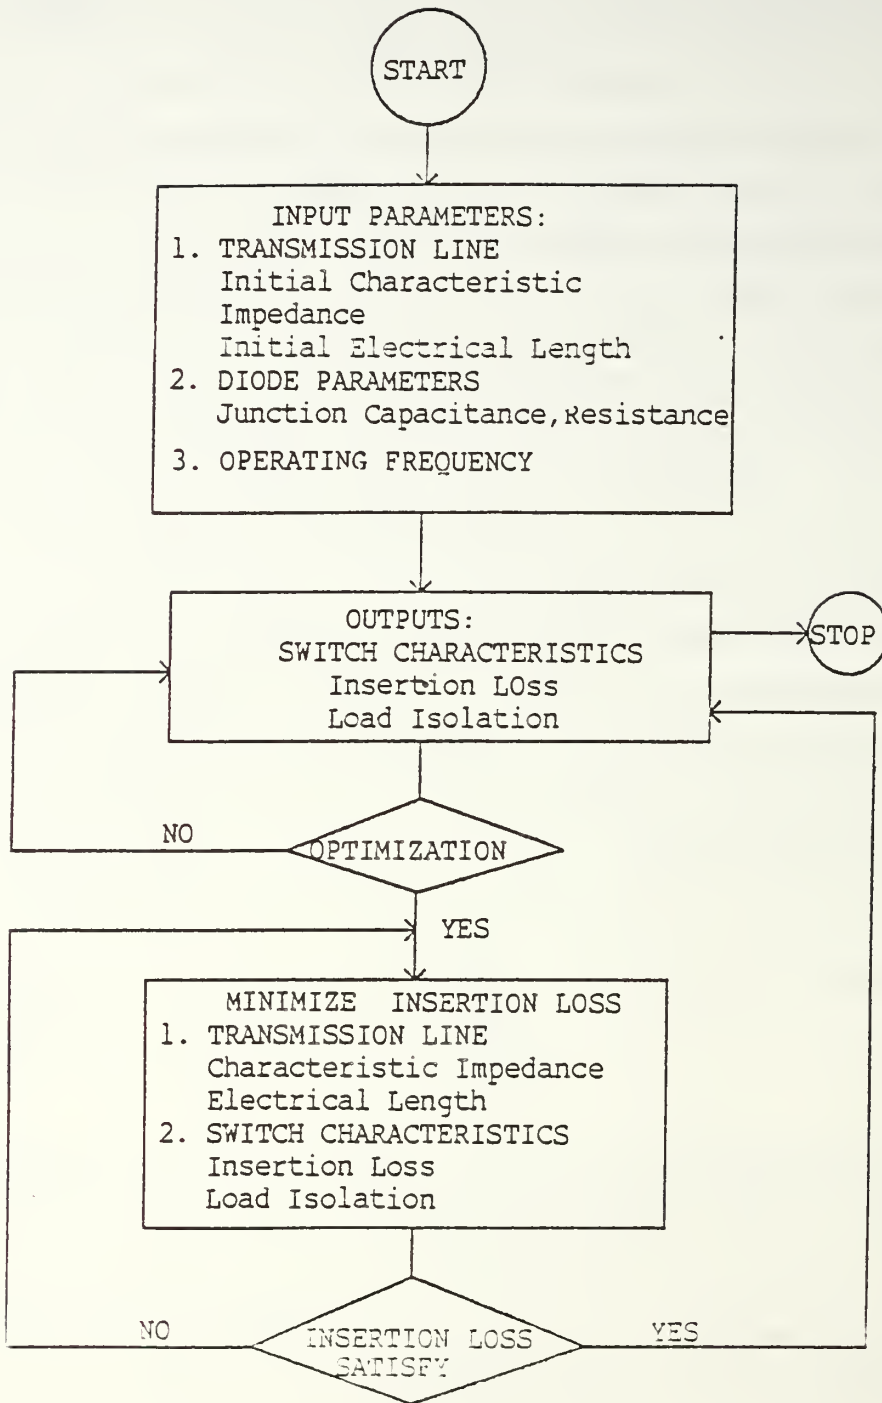 START
INPUT PARAMETERS:
1. TRANSMISSION LINE
Initial Characteristic
Impedance
Initial Electrical Length
2. DIODE PARAMETERS
Junction Capacitance,Resistance
3. OPERATING FREQUENCY
OUTPUTS:
SWITCH CHARACTERISTICS
Insertion LOss
Load Isolation
STOP
NO
OPTIMIZATION
YES
MINIMIZE INSERTION LOSS
1. TRANSMISSION LINE
Characteristic Impedance
Electrical Length
2. SWITCH CHARACTERISTICS
Insertion Loss
Load Isolation
NO
INSERTION LOSS
SATISFY
YES